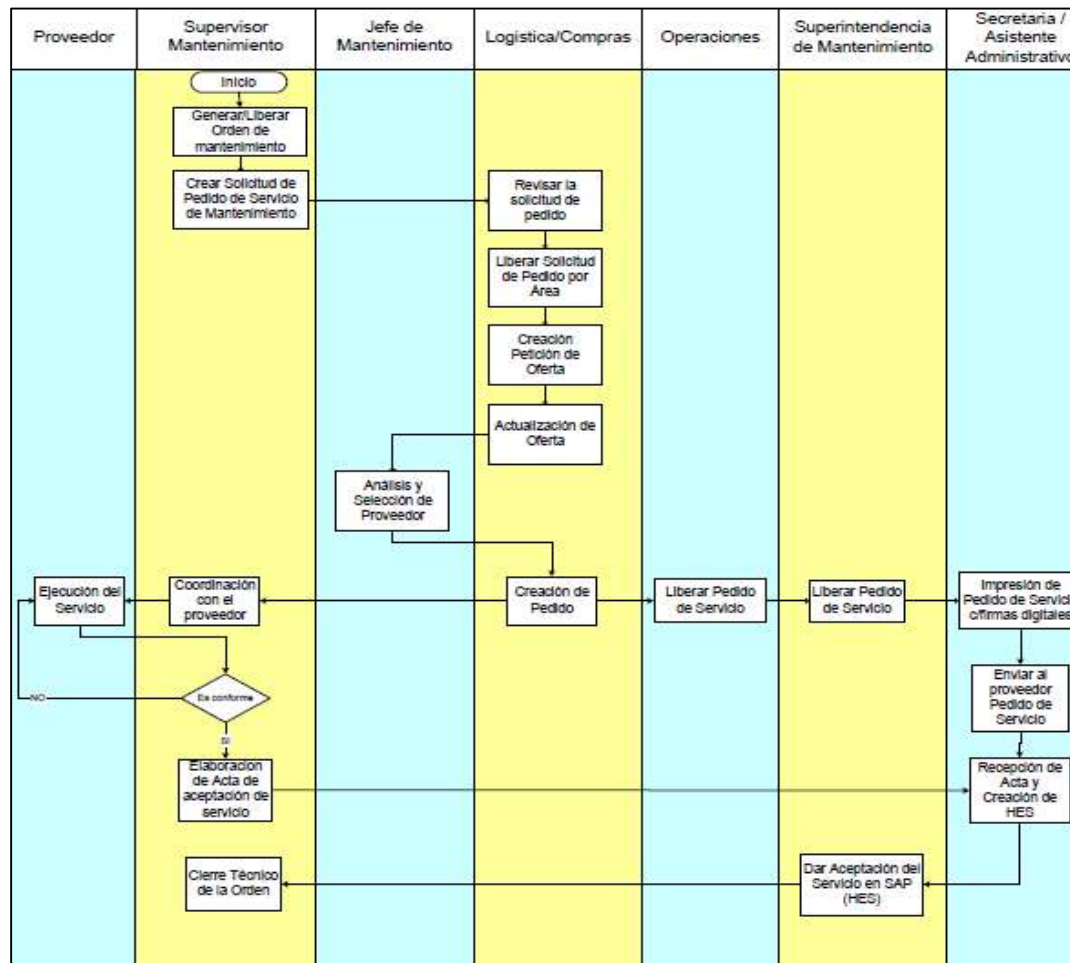 Proveedor
Supervisor
Mantenimiento
Jefe de
Mantenimiento
Logistica/Compras
Operaciones
Superintendencia
de Mantenimiento
Secretaria /
Asistente
Administrativo
Inicio
Generar/Liberar
Orden de
mantenimiento
Crear Solicitud de
Pedido de Servicio
de Mantenimiento
Revisar la
solicitud de
pedido
Liberar Solicitud
de Pedido por
Área
Creación
Petición de
Oferta
Actualización de
Oferta
Análisis y
Selección de
Proveedor
Ejecución del
Servicio
Coordinación
con el
proveedor
Creación de
Pedido
Liberar Pedido
de Servicio
Liberar Pedido
de Servicio
Impresión de
Pedido de Servicio
c/firmas digitales
Es conforme
NO
SI
Enviar al
proveedor
Pedido de
Servicio
Elaboracion
de Acta de
aceptación de
servicio
Recepción de
Acta y
Creación de
HES
Cierre Técnico
de la Orden
Dar Aceptación del
Servicio en SAP
(HES)